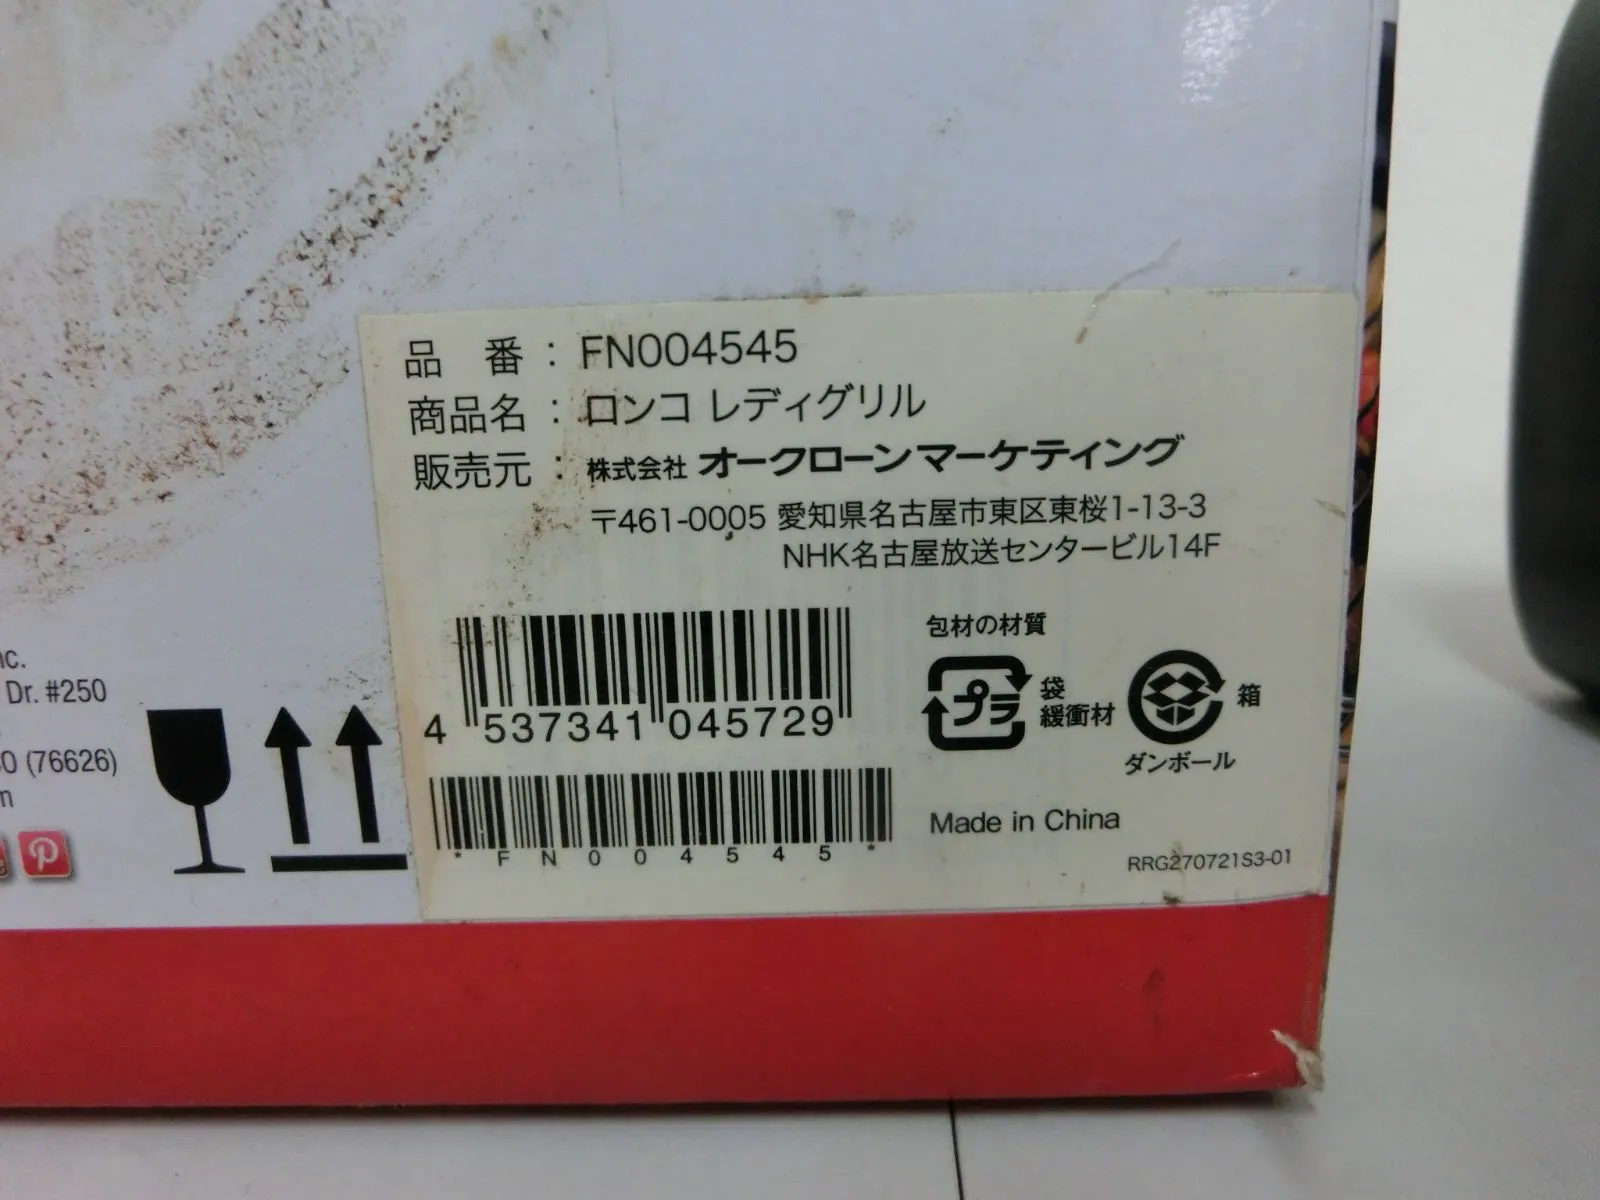 品 番 : FN004545
商品名 : ロンコ レディグリル
販売元 : 株式会社 オークローンマーケティング
〒461-0005 愛知県名古屋市東区東桜1-13-3
NHK名古屋放送センタービル14F
包材の材質
プラ 袋 緩衝材
箱
ダンボール
4 537341 045729
*FN004545*
Made in China
RRG270721S3-01
Dr. #250
(76626)